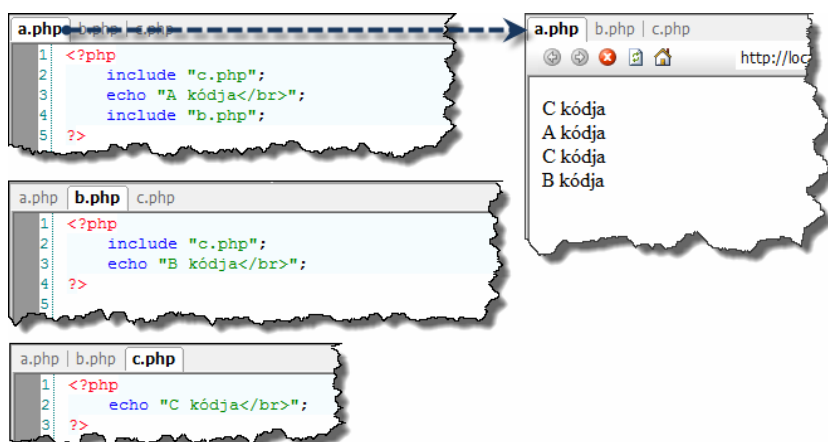 a.php b.php | c.php
1 <?php
2 include "c.php";
3 echo "A kódja</br>";
4 include "b.php";
5 ?>
a.php b.php | c.php
http://loc
C kódja
A kódja
C kódja
B kódja
a.php b.php c.php
1 <?php
2 include "c.php";
3 echo "B kódja</br>";
4 ?>
5
a.php | b.php c.php
1 <?php
2 echo "C kódja</br>";
3 ?>